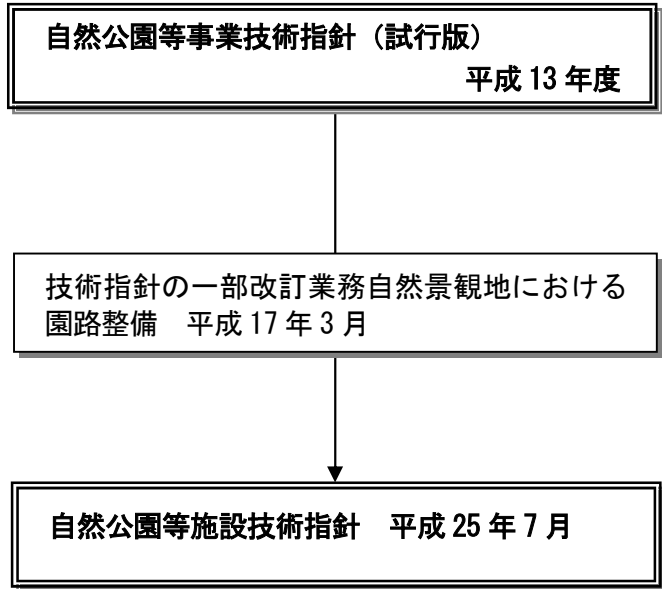 自然公園等事業技術指針（試行版）
平成 13 年度
技術指針の一部改訂業務自然景観地における
園路整備　平成 17 年 3 月
自然公園等施設技術指針　平成 25 年 7 月